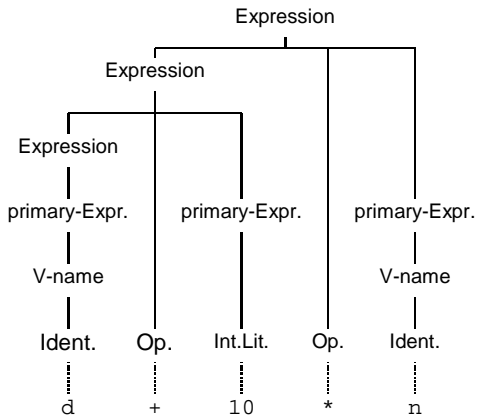 Expression
Expression
Expression
primary-Expr. primary-Expr. primary-Expr.
V-name V-name
Ident. Op. Int.Lit. Op. Ident.
d + 10 * n